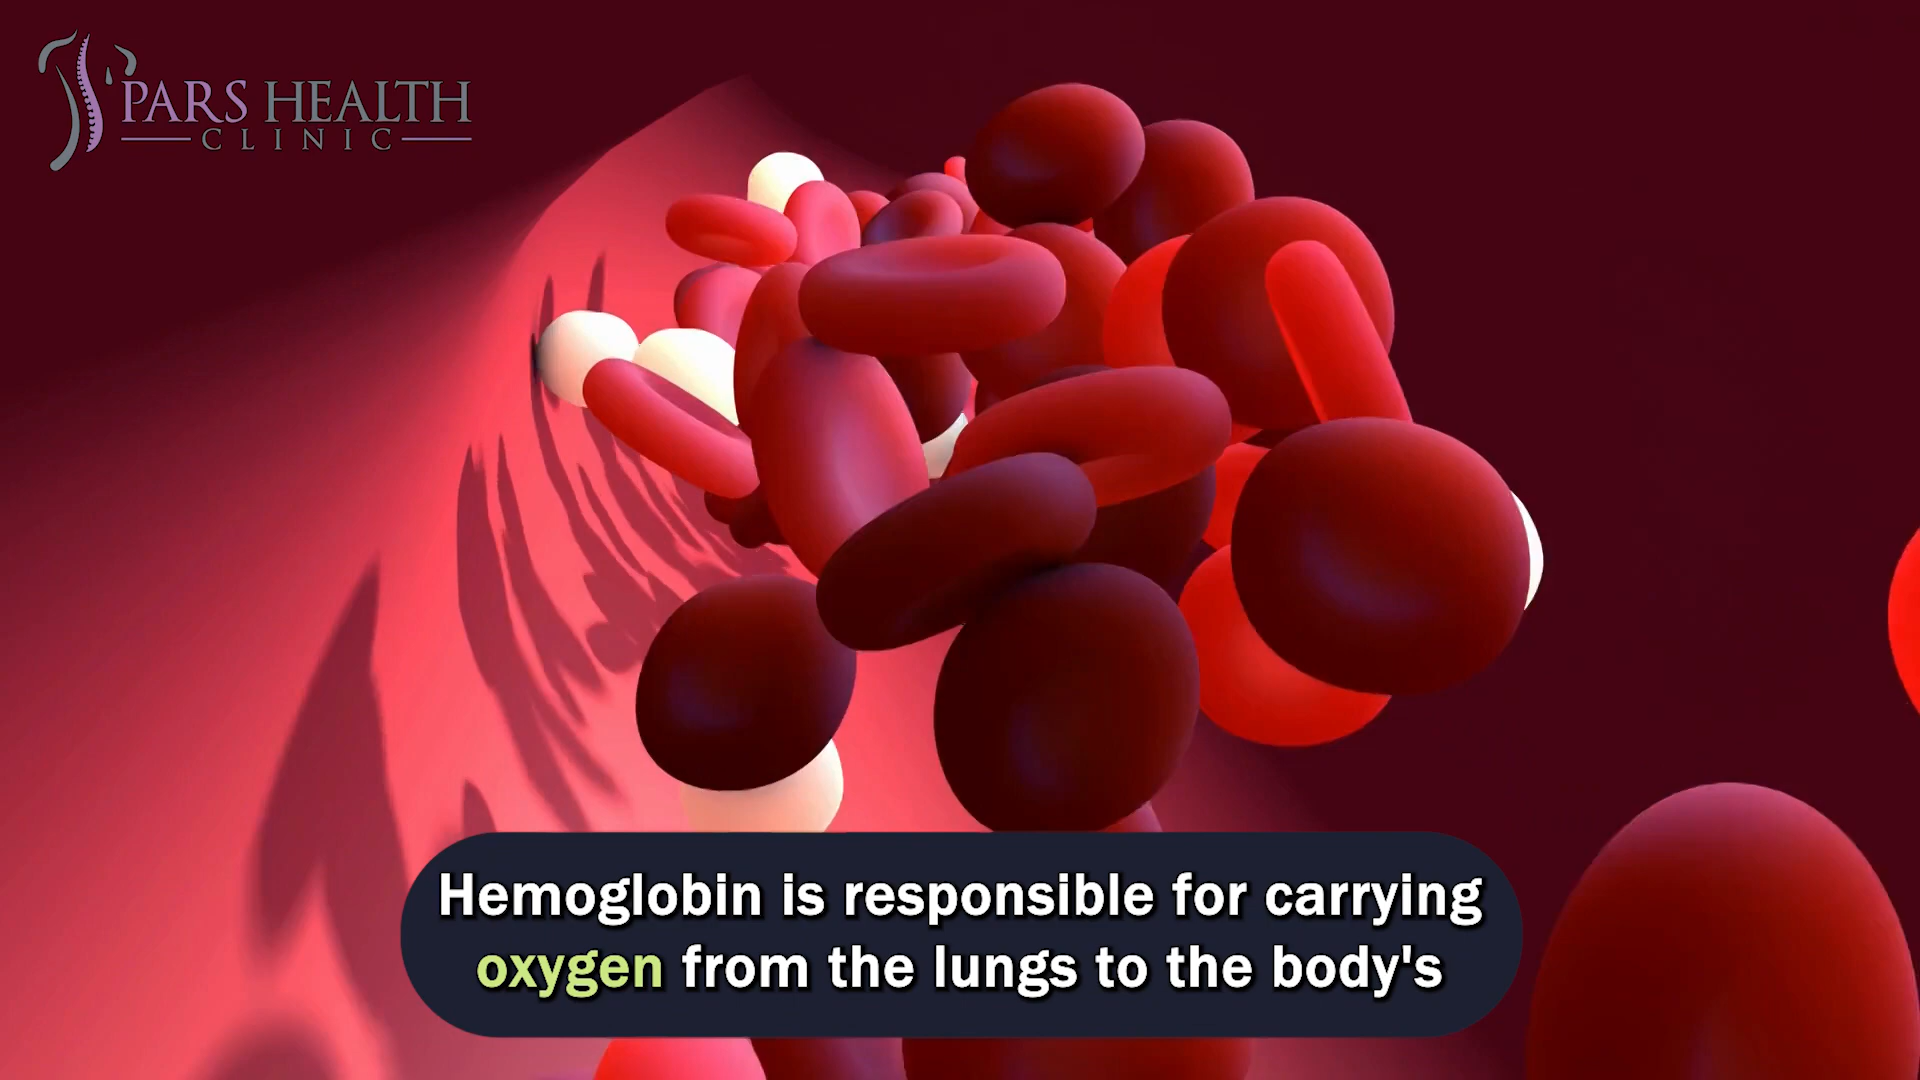 PARS HEALTH
CLINIC
Hemoglobin is responsible for carrying
oxygen from the lungs to the body's